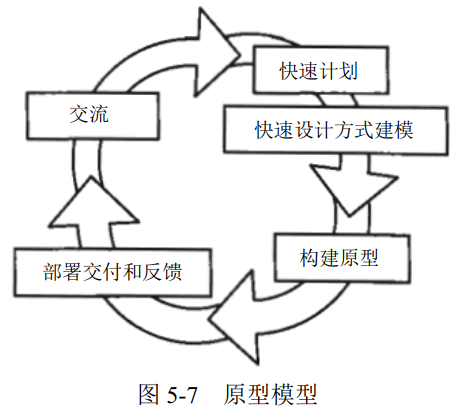 交流
快速计划
快速设计方式建模
构建原型
部署交付和反馈
图 5-7 原型模型